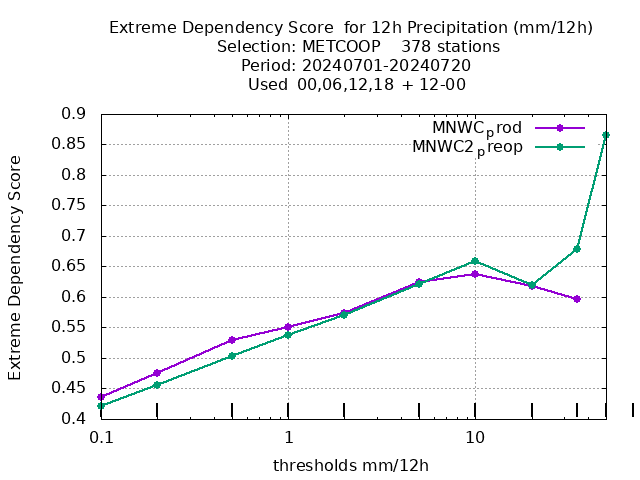 Extreme Dependency Score  for 12h Precipitation (mm/12h)
Selection: METCOOP    378 stations
Period: 20240701-20240720
Used  00,06,12,18 + 12-00
MNWCprod
MNWC2preop
Extreme Dependency Score
0.9
0.85
0.8
0.75
0.7
0.65
0.6
0.55
0.5
0.45
0.4
0.1 1 10
thresholds mm/12h